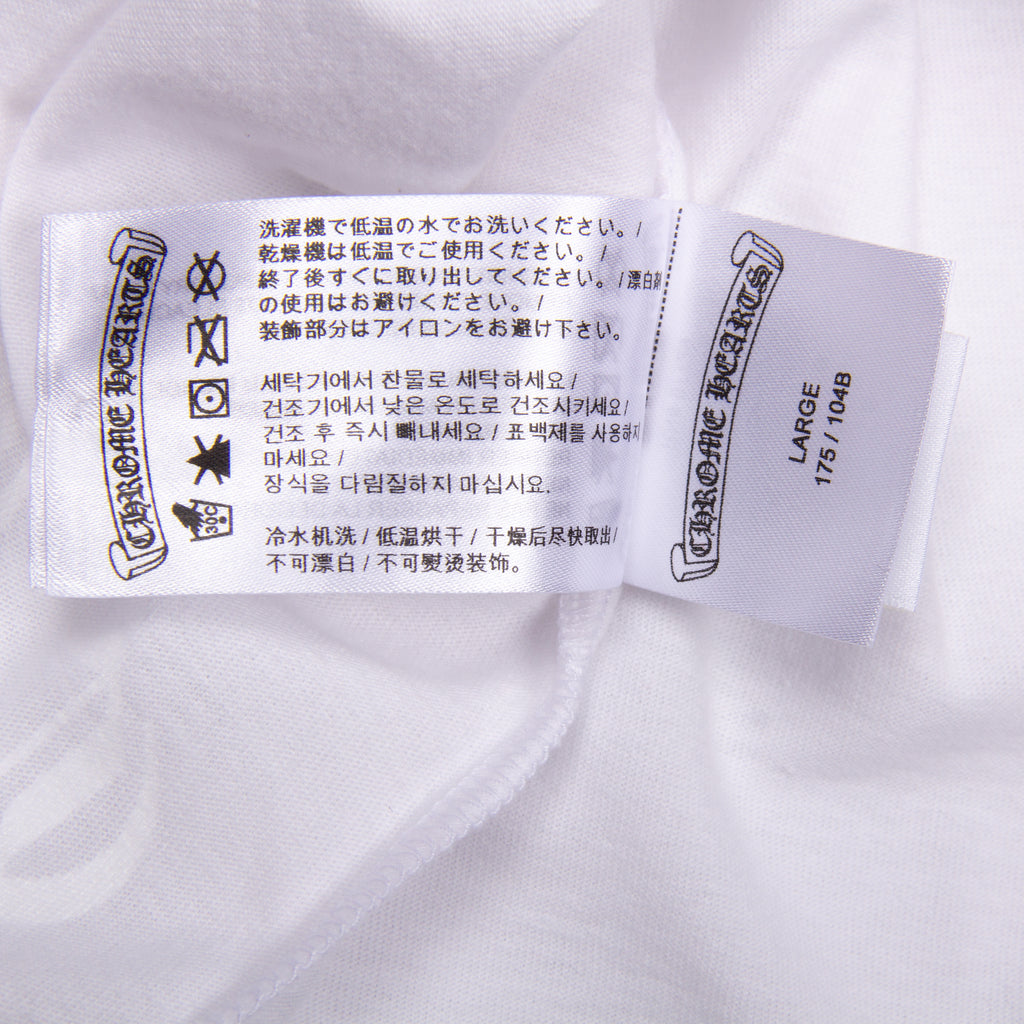 CHROME HEARTS
洗濯機で低温の水でお洗いください。/
乾燥機は低温でご使用ください。/
終了後すぐに取り出してください。/漂白剤
の使用はお避けください。/
装飾部分はアイロンをお避け下さい。
세탁기에서 찬물로 세탁하세요/
건조기에서 낮은 온도로 건조시키세요/
건조 후 즉시 빼내세요 / 표백제를 사용하지
마세요 /
장식을 다림질하지 마십시요.
冷水机洗 / 低温烘干 / 干燥后尽快取出/
不可漂白 / 不可熨烫装饰。
30C
CHROME HEARTS
LARGE
175 / 104B